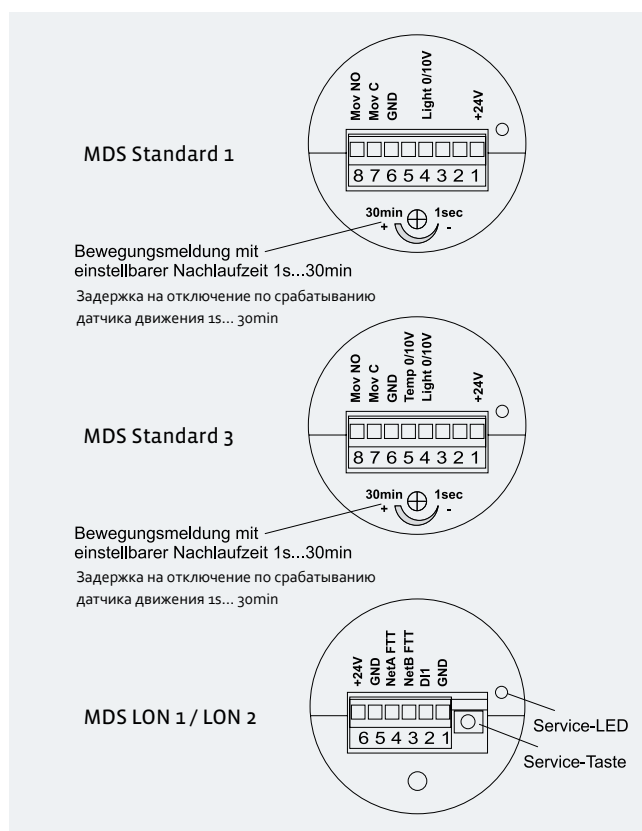 Mov NO
Mov C
GND
Light 0/10V
+24V
MDS Standard 1
8 7 6 5 4 3 2 1
30min 1sec
+ -
Bewegungsmeldung mit
einstellbarer Nachlaufzeit 1s...30min
Задержка на отключение по срабатыванию
датчика движения 1s... 30min
Mov NO
Mov C
GND
Temp 0/10V
Light 0/10V
+24V
MDS Standard 3
8 7 6 5 4 3 2 1
30min 1sec
+ -
Bewegungsmeldung mit
einstellbarer Nachlaufzeit 1s...30min
Задержка на отключение по срабатыванию
датчика движения 1s... 30min
+24V
GND
NetA FTT
NetB FTT
DI1
GND
MDS LON 1 / LON 2
6 5 4 3 2 1
Service-LED
Service-Taste